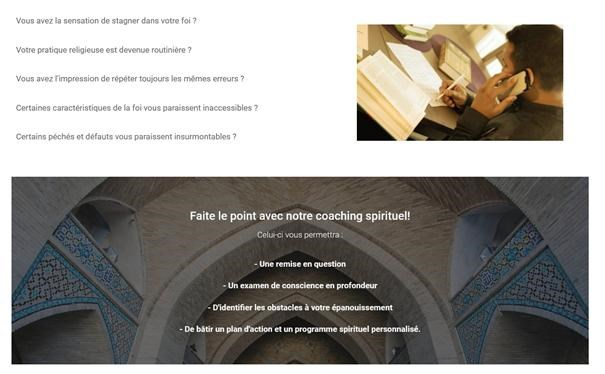 Vous avez la sensation de stagner dans votre foi ?
Votre pratique religieuse est devenue routinière ?
Vous avez l'impression de répéter toujours les mêmes erreurs ?
Certaines caractéristiques de la foi vous paraissent inaccessibles ?
Certains péchés et défauts vous paraissent insurmontables ?
Faite le point avec notre coaching spirituel!
Celui-ci vous permettra :
- Une remise en question
- Un examen de conscience en profondeur
- D'identifier les obstacles à votre épanouissement
- De bâtir un plan d'action et un programme spirituel personnalisé.